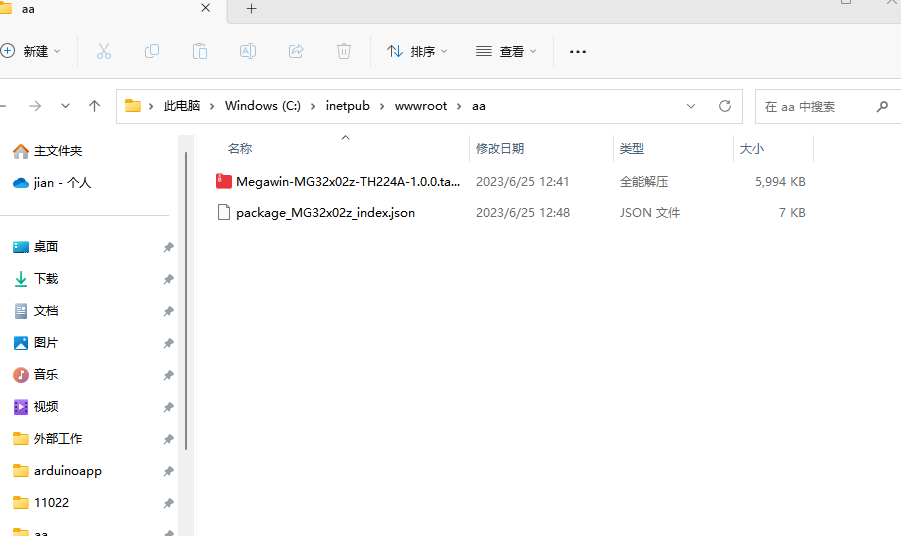 aa
新建
排序
查看
此电脑 Windows (C:) inetpub wwwroot aa
在 aa 中搜索
主文件夹
jian - 个人
桌面
下载
文档
图片
音乐
视频
外部工作
arduinoapp
11022
aa
名称 修改日期 类型 大小
Megawin-MG32x02z-TH224A-1.0.0.ta... 2023/6/25 12:41 全能解压 5,994 KB
package_MG32x02z_index.json 2023/6/25 12:48 JSON 文件 7 KB